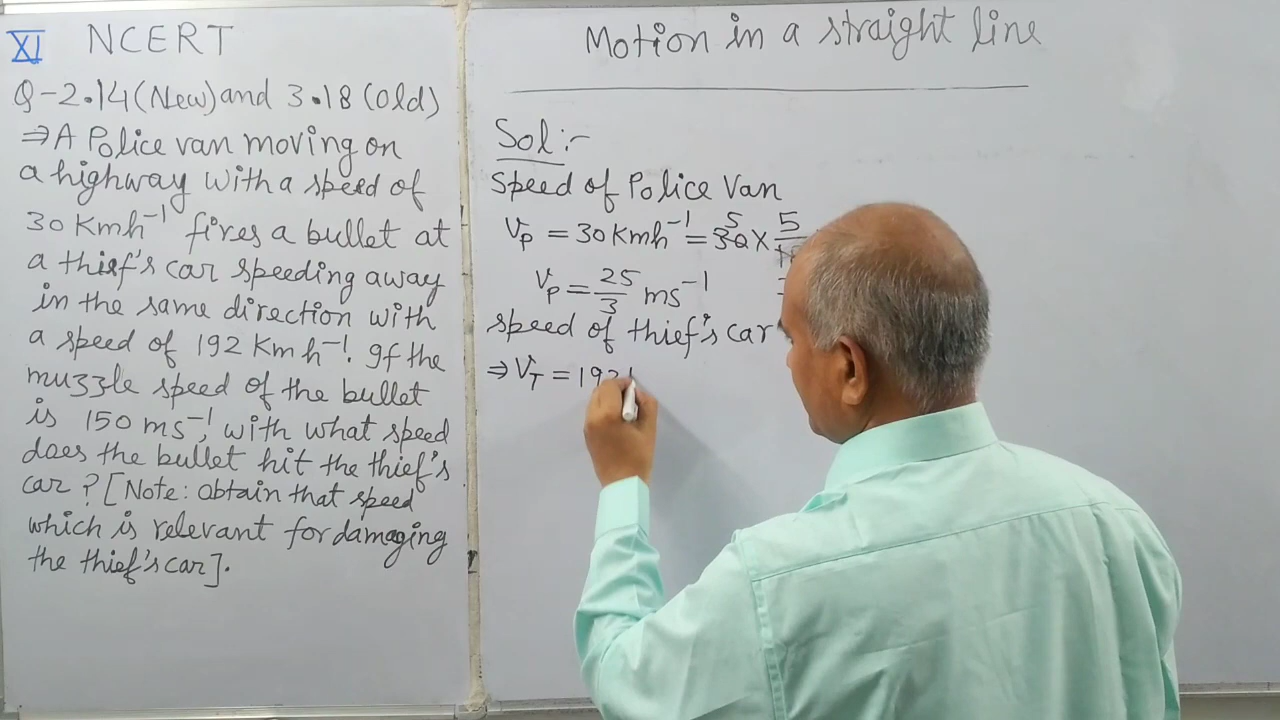 XI NCERT
Q-2.14(New) and 3.18 (Old)
⇒ A Police van moving on
a highway with a speed of
30 Kmh⁻¹ fires a bullet at
a thief's car speeding away
in the same direction with
a speed of 192 Kmh⁻¹. If the
muzzle speed of the bullet
is 150 ms⁻¹, with what speed
does the bullet hit the thief's
car? [Note: obtain that speed
which is relevant for damaging
the thief's car].
Motion in a straight line
Sol:-
Speed of Police Van
Vp = 30 Kmh⁻¹ = 30 5 × 5/
Vp = 25/3 ms⁻¹
speed of thief's car
⇒ VT = 192